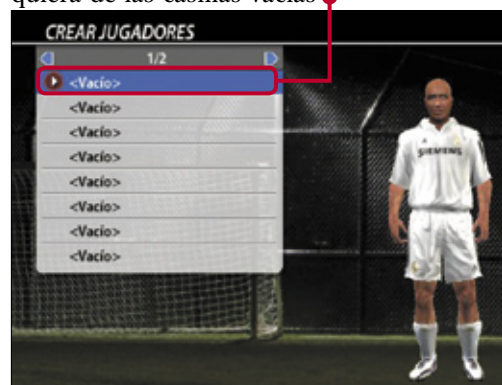 quiera de las casillas vacías
CREAR JUGADORES
1/2
<Vacío>
<Vacío>
<Vacío>
<Vacío>
<Vacío>
<Vacío>
<Vacío>
<Vacío>
SIEMENS